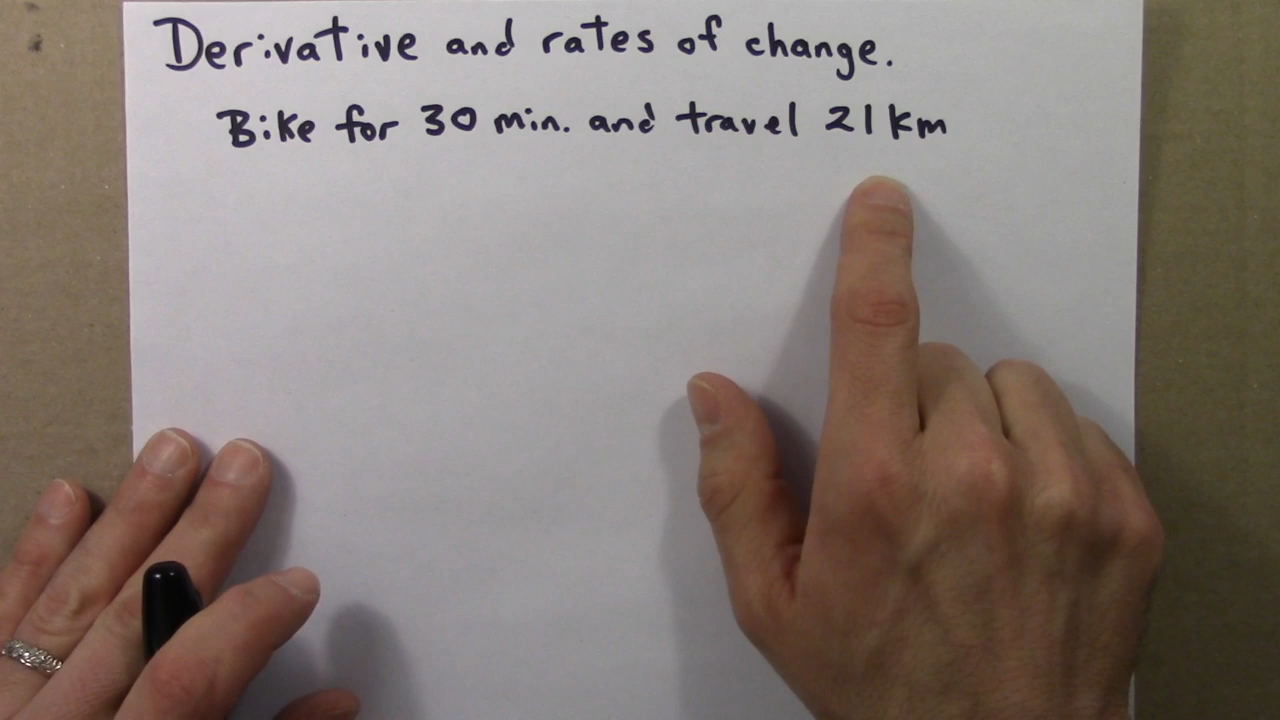 Derivative and rates of change.
Bike for 30 min. and travel 21 km